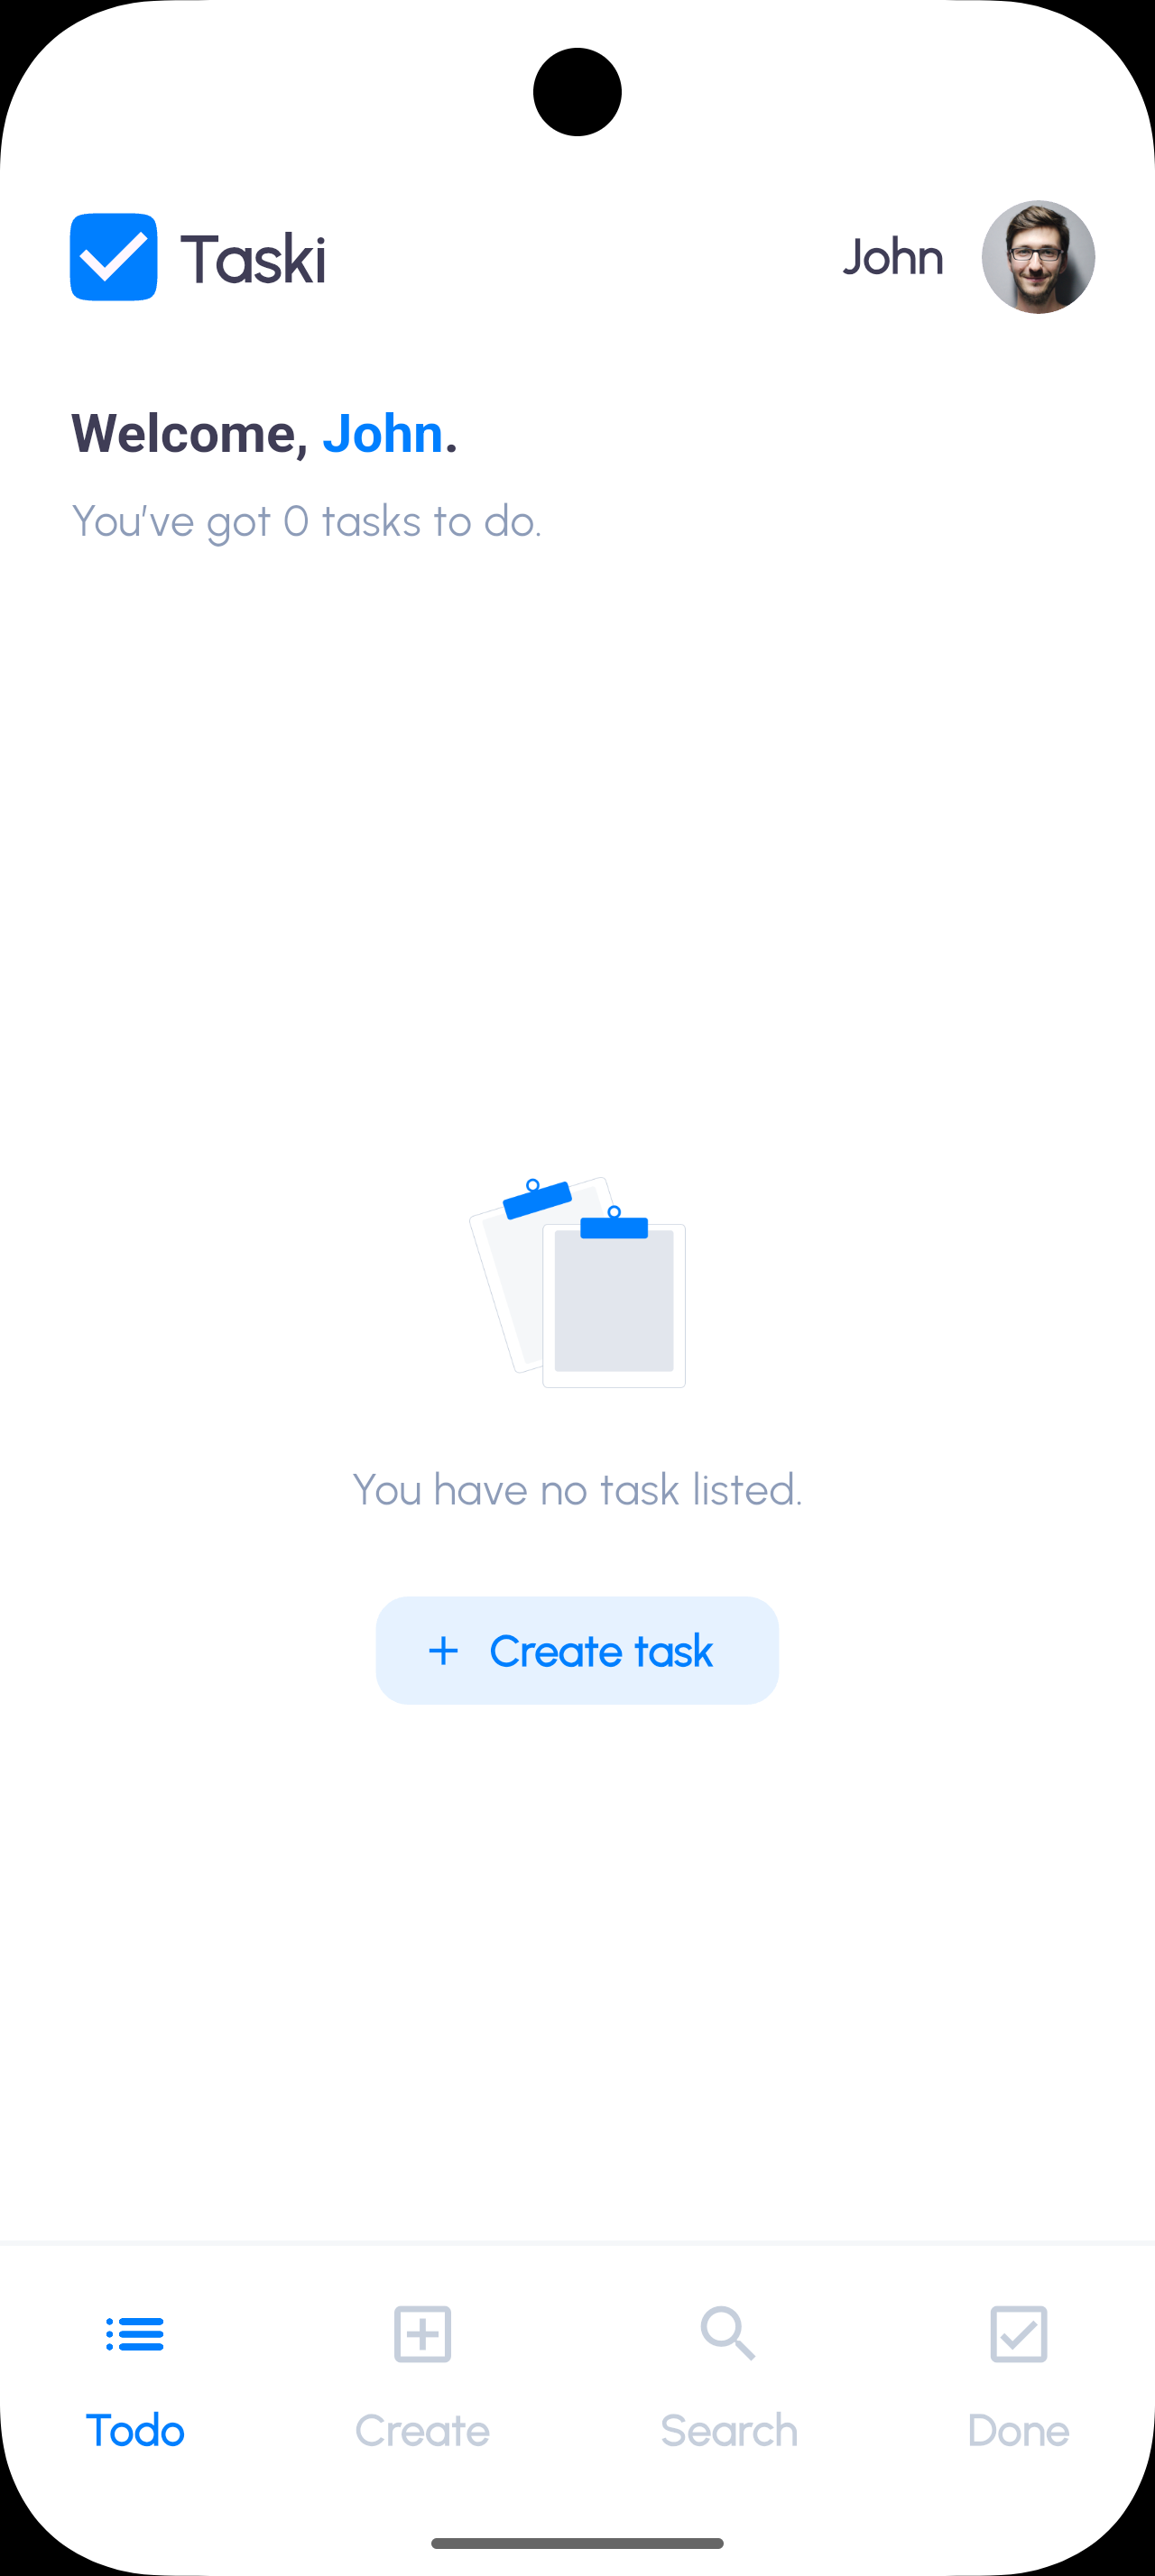 Taski
John
Welcome, John.
You've got 0 tasks to do.
You have no task listed.
+ Create task
Todo
Create
Search
Done